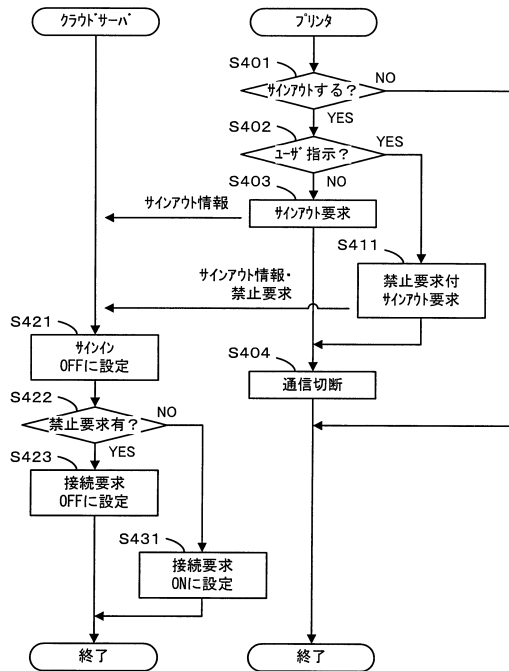 クラウドサーバ
プリンタ
S401
サインアウトする?
NO
YES
S402
ユーザ指示?
YES
NO
S403
サインアウト要求
サインアウト情報
S411
禁止要求付
サインアウト要求
サインアウト情報・
禁止要求
S421
サインイン
OFFに設定
S404
通信切断
S422
禁止要求有?
NO
YES
S423
接続要求
OFFに設定
S431
接続要求
ONに設定
終了
終了